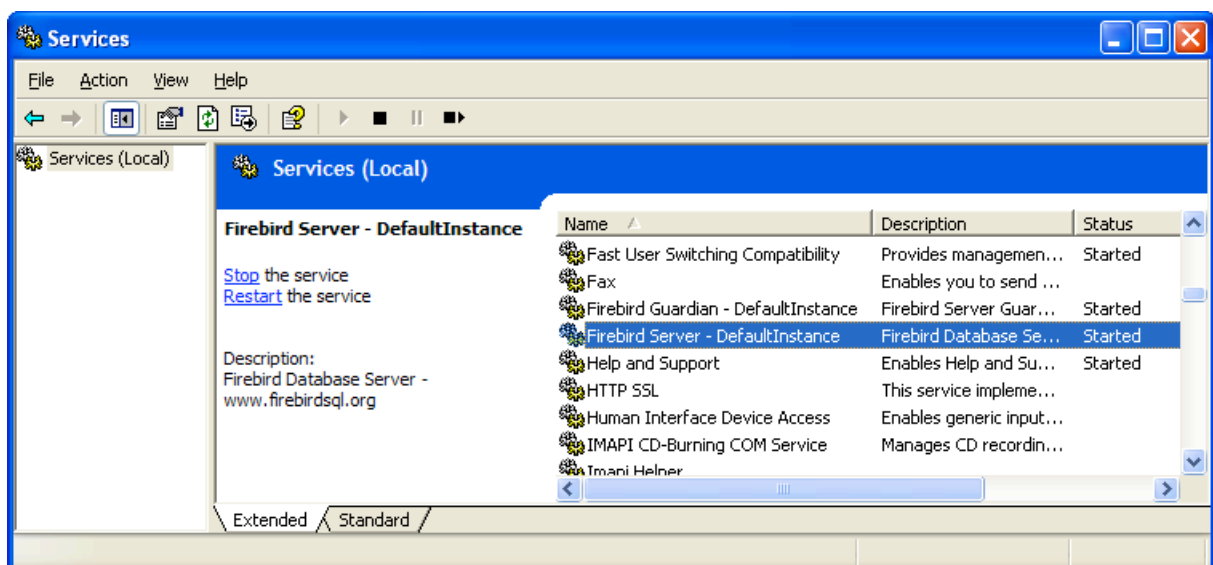 Services
File Action View Help
Services (Local)
Services (Local)
Firebird Server - DefaultInstance
Stop the service
Restart the service
Description:
Firebird Database Server -
www.firebirdsql.org
Name Description Status
Fast User Switching Compatibility Provides managemen... Started
Fax Enables you to send ...
Firebird Guardian - DefaultInstance Firebird Server Guar... Started
Firebird Server - DefaultInstance Firebird Database Se... Started
Help and Support Enables Help and Su... Started
HTTP SSL This service impleme...
Human Interface Device Access Enables generic input...
IMAPI CD-Burning COM Service Manages CD recordin...
Imapi Helper
Extended Standard